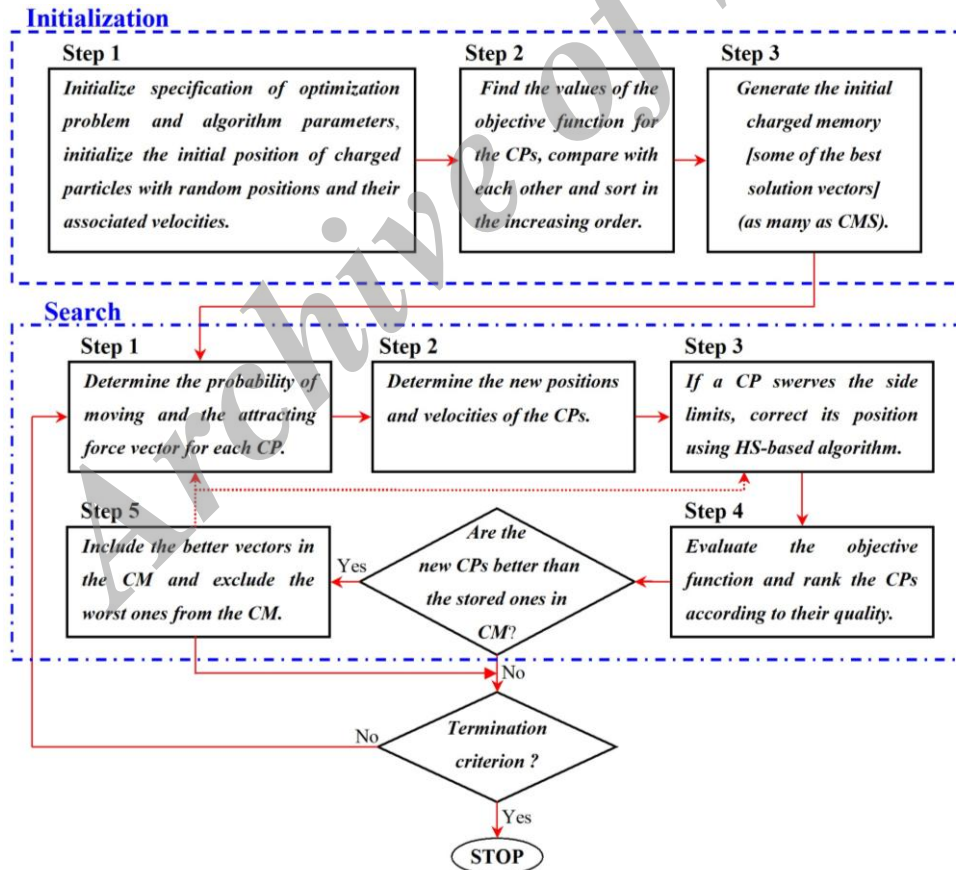 Initialization
Step 1
Initialize specification of optimization
problem and algorithm parameters,
initialize the initial position of charged
particles with random positions and their
associated velocities.
Step 2
Find the values of the
objective function for
the CPs, compare with
each other and sort in
the increasing order.
Step 3
Generate the initial
charged memory
[some of the best
solution vectors]
(as many as CMS).
Search
Step 1
Determine the probability of
moving and the attracting
force vector for each CP.
Step 2
Determine the new positions
and velocities of the CPs.
Step 3
If a CP swerves the side
limits, correct its position
using HS-based algorithm.
Step 4
Evaluate the objective
function and rank the CPs
according to their quality.
Are the
new CPs better than
the stored ones in
CM?
Yes
Step 5
Include the better vectors in
the CM and exclude the
worst ones from the CM.
No
Termination
criterion ?
No
Yes
STOP
Archive of